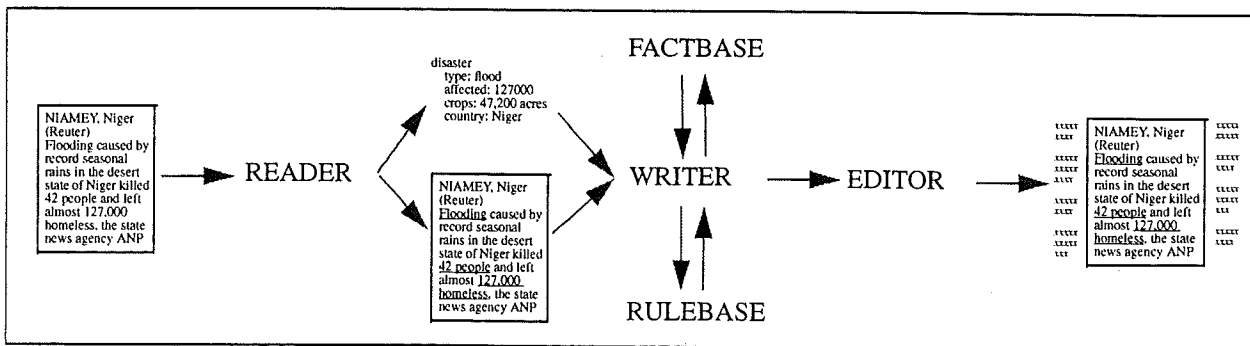 NIAMEY, Niger
(Reuter)
Flooding caused by
record seasonal
rains in the desert
state of Niger killed
42 people and left
almost 127,000
homeless, the state
news agency ANP
READER
disaster
type: flood
affected: 127000
crops: 47,200 acres
country: Niger
NIAMEY, Niger
(Reuter)
Flooding caused by
record seasonal
rains in the desert
state of Niger killed
42 people and left
almost 127,000
homeless, the state
news agency ANP
FACTBASE
WRITER
RULEBASE
EDITOR
NIAMEY, Niger
(Reuter)
Flooding caused by
record seasonal
rains in the desert
state of Niger killed
42 people and left
almost 127,000
homeless, the state
news agency ANP